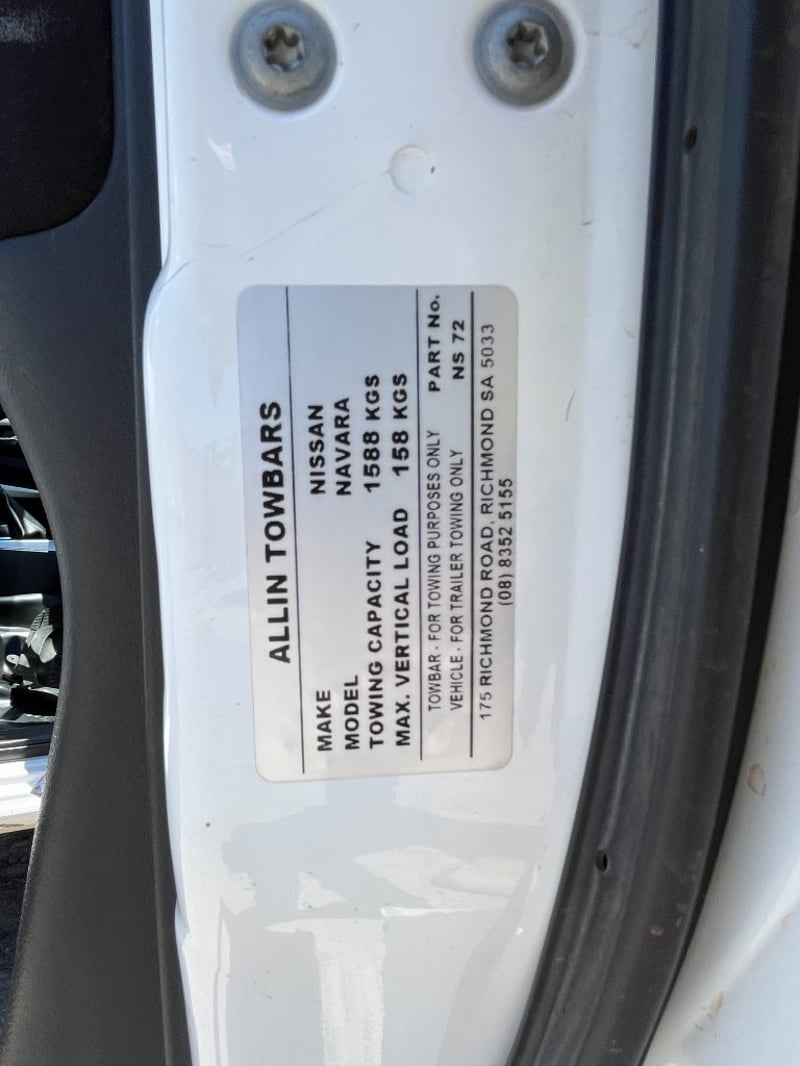 ALLIN TOWBARS
MAKE NISSAN
MODEL NAVARA
TOWING CAPACITY 1588 KGS
MAX. VERTICAL LOAD 158 KGS
TOWBAR - FOR TOWING PURPOSES ONLY PART No.
VEHICLE - FOR TRAILER TOWING ONLY NS 72
175 RICHMOND ROAD, RICHMOND SA 5033
(08) 8352 5155